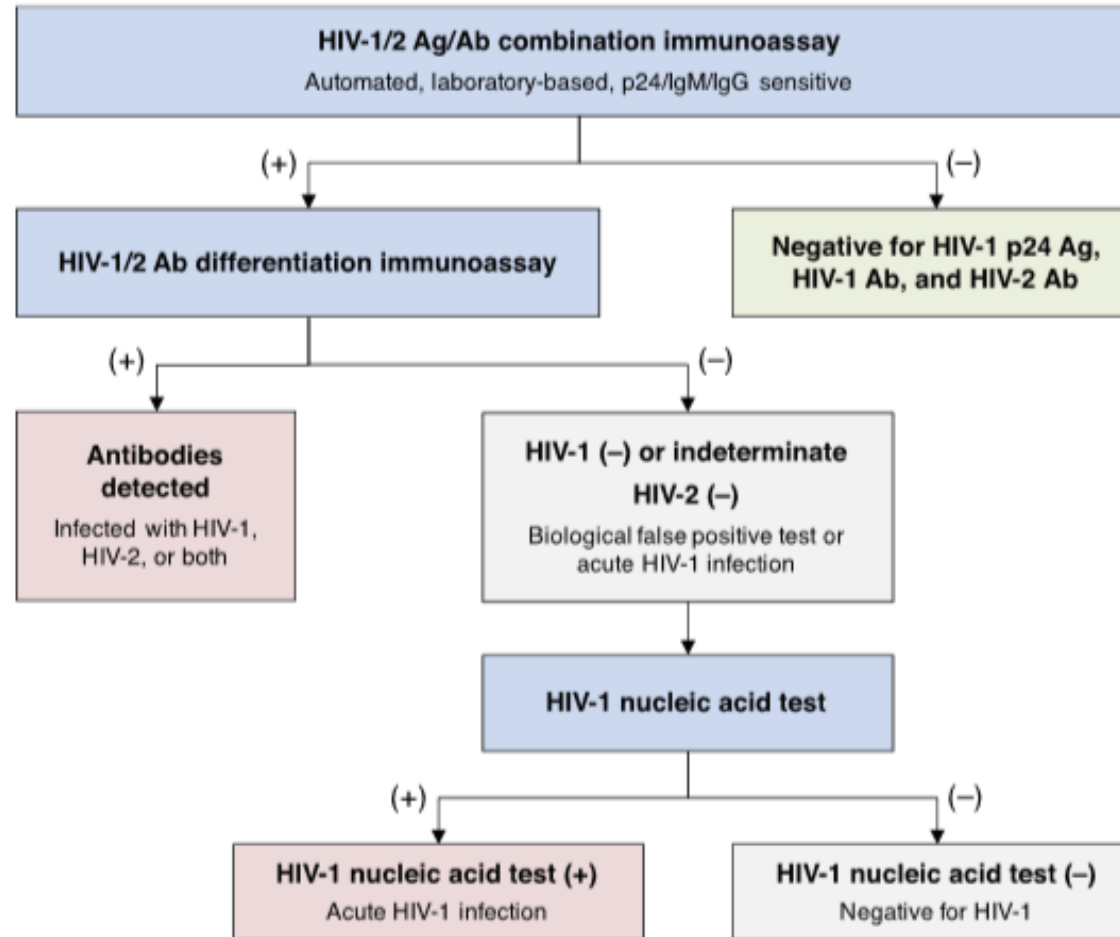 HIV-1/2 Ag/Ab combination immunoassay
Automated, laboratory-based, p24/IgM/IgG sensitive
(+)
(–)
HIV-1/2 Ab differentiation immunoassay
Negative for HIV-1 p24 Ag,
HIV-1 Ab, and HIV-2 Ab
(+)
(–)
Antibodies
detected
Infected with HIV-1,
HIV-2, or both
HIV-1 (–) or indeterminate
HIV-2 (–)
Biological false positive test or
acute HIV-1 infection
HIV-1 nucleic acid test
(+)
(–)
HIV-1 nucleic acid test (+)
Acute HIV-1 infection
HIV-1 nucleic acid test (–)
Negative for HIV-1